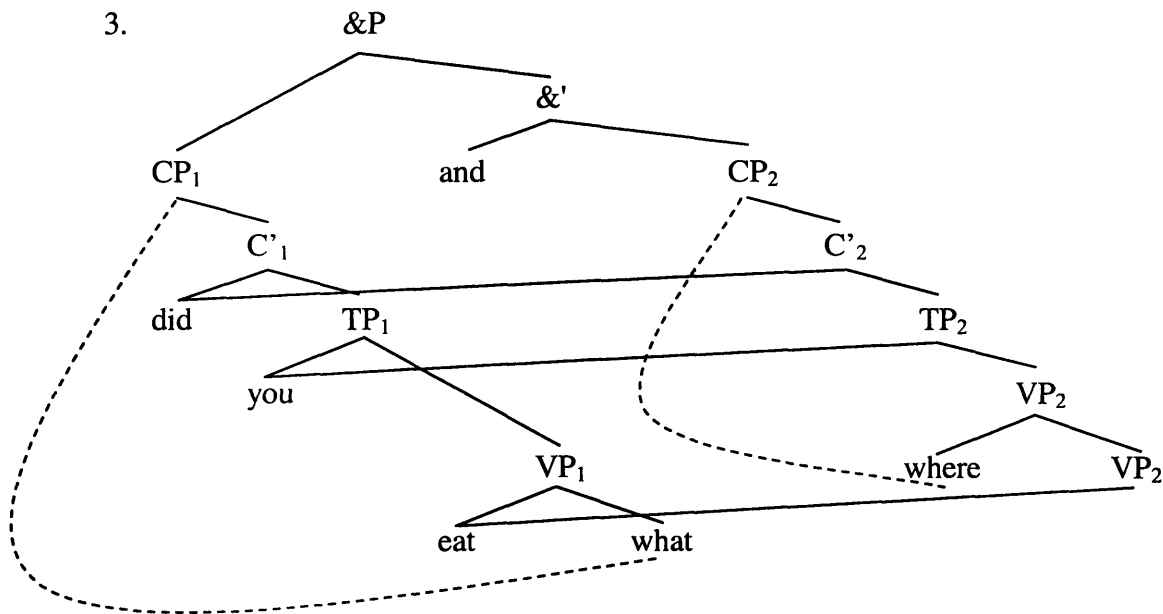 3. &P
&'
CP₁ and CP₂
C'₁ C'₂
did TP₁ TP₂
you VP₂
VP₁ where VP₂
eat what